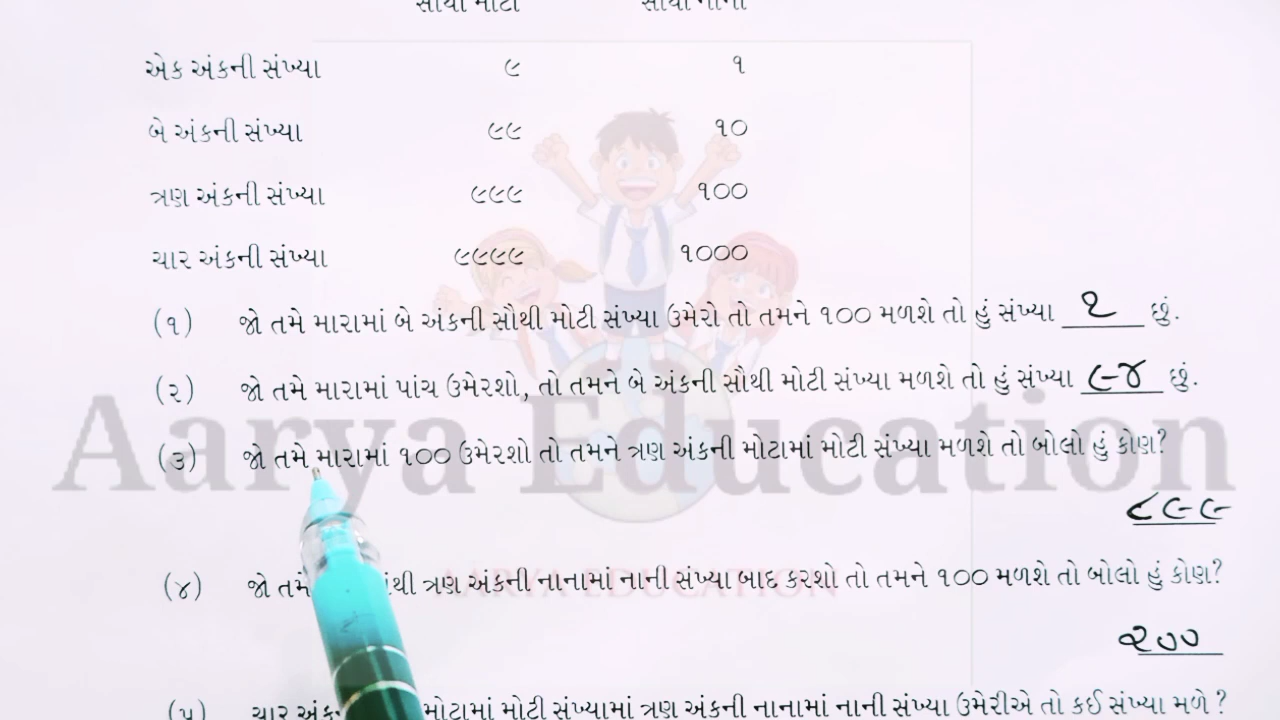 સૌથી મોટી સૌથી નાની
એક અંકની સંખ્યા ૯ ૧
બે અંકની સંખ્યા ૯૯ ૧૦
ત્રણ અંકની સંખ્યા ૯૯૯ ૧૦૦
ચાર અંકની સંખ્યા ૯૯૯૯ ૧૦૦૦
(૧) જો તમે મારામાં બે અંકની સૌથી મોટી સંખ્યા ઉમેરો તો તમને ૧૦૦ મળશે તો હું સંખ્યા ૧ છું.
(૨) જો તમે મારામાં પાંચ ઉમેરશો, તો તમને બે અંકની સૌથી મોટી સંખ્યા મળશે તો હું સંખ્યા ૯૪ છું.
Aarya Education
(૩) જો તમે મારામાં ૧૦૦ ઉમેરશો તો તમને ત્રણ અંકની મોટામાં મોટી સંખ્યા મળશે તો બોલો હું કોણ?
૮૯૯
(૪) જો તમે ત્રણ અંકની નાનામાં નાની સંખ્યા બાદ કરશો તો તમને ૧૦૦ મળશે તો બોલો હું કોણ?
AARYA EDUCATION
૨૦૦
(૫) ચાર મોટામાં મોટી સંખ્યામાં ત્રણ અંકની નાનામાં નાની સંખ્યા ઉમેરીએ તો કઈ સંખ્યા મળે ?